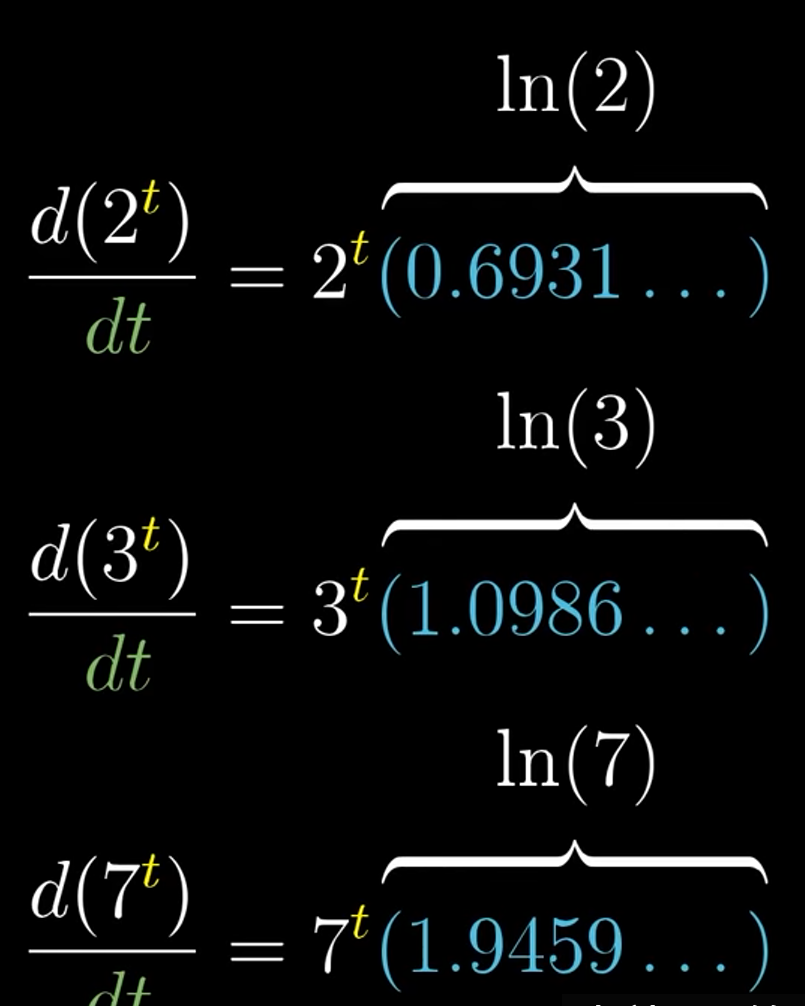 ln(2)
d(2^t)/dt = 2^t(0.6931...)
ln(3)
d(3^t)/dt = 3^t(1.0986...)
ln(7)
d(7^t)/dt = 7^t(1.9459...)